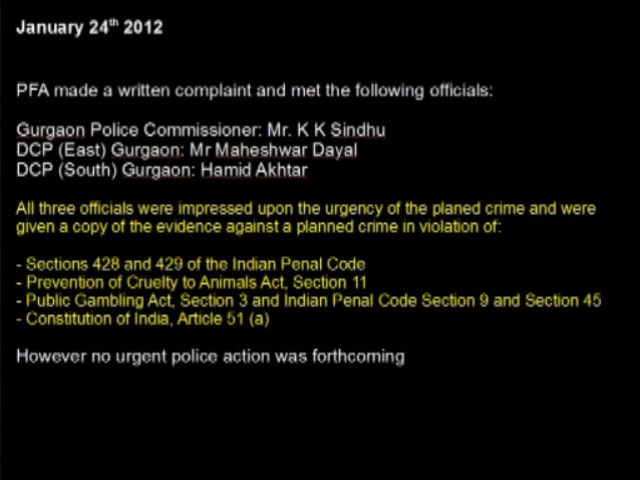 January 24th 2012
PFA made a written complaint and met the following officials:
Gurgaon Police Commissioner: Mr. K K Sindhu
DCP (East) Gurgaon: Mr Maheshwar Dayal
DCP (South) Gurgaon: Hamid Akhtar
All three officials were impressed upon the urgency of the planed crime and were
given a copy of the evidence against a planned crime in violation of:
- Sections 428 and 429 of the Indian Penal Code
- Prevention of Cruelty to Animals Act, Section 11
- Public Gambling Act, Section 3 and Indian Penal Code Section 9 and Section 45
- Constitution of India, Article 51 (a)
However no urgent police action was forthcoming